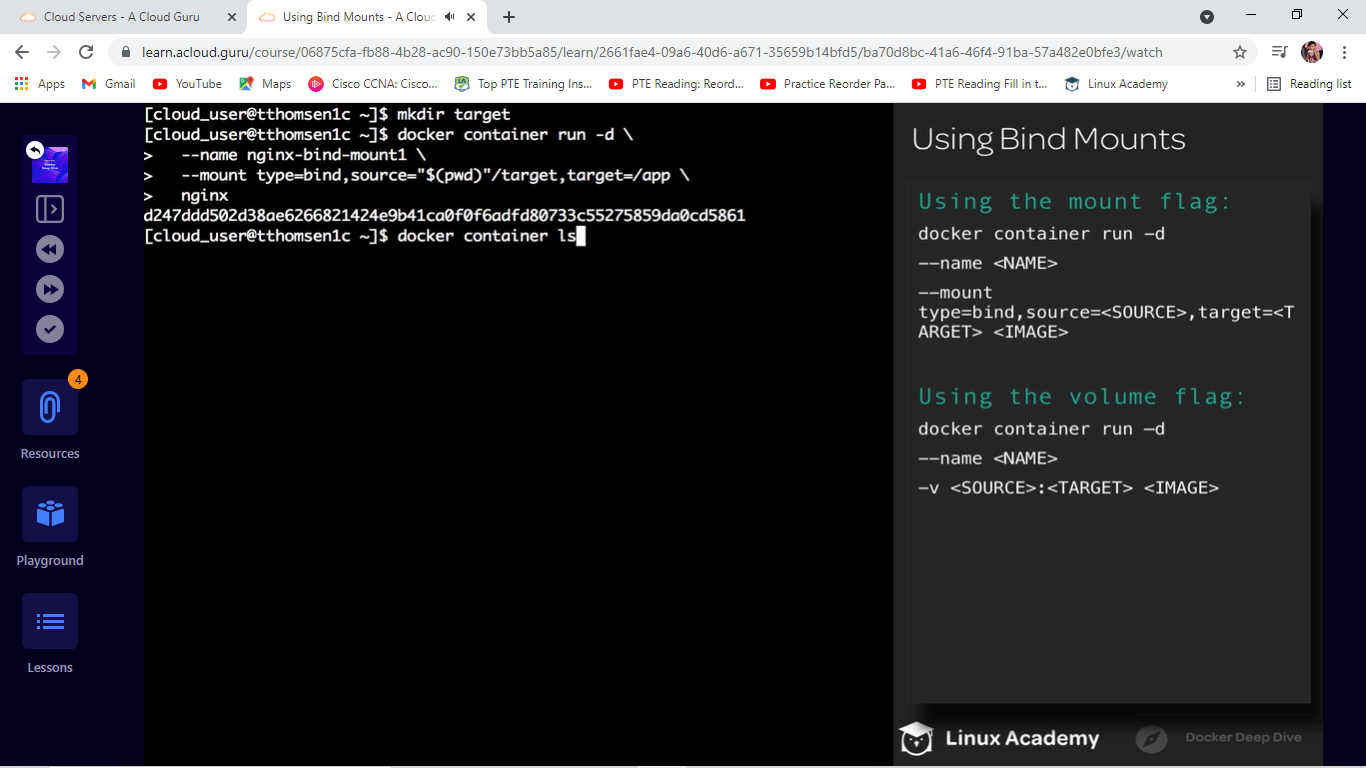 Cloud Servers - A Cloud Guru
Using Bind Mounts - A Cloud
learn.acloud.guru/course/06875cfa-fb88-4b28-ac90-150e73bb5a85/learn/2661fae4-09a6-40d6-a671-35659b14bfd5/ba70d8bc-41a6-46f4-91ba-57a482e0bfe3/watch
Apps Gmail YouTube Maps Cisco CCNA: Cisco... Top PTE Training Ins... PTE Reading: Reord... Practice Reorder Pa... PTE Reading Fill in t... Linux Academy » Reading list
[cloud_user@tthomsen1c ~]$ mkdir target
[cloud_user@tthomsen1c ~]$ docker container run -d \
> --name nginx-bind-mount1 \
> --mount type=bind,source="$(pwd)"/target,target=/app \
> nginx
d247ddd502d38ae6266821424e9b41ca0f0f6adfd80733c55275859da0cd5861
[cloud_user@tthomsen1c ~]$ docker container ls
4
Resources
Playground
Lessons
Using Bind Mounts
Using the mount flag:
docker container run –d
--name <NAME>
--mount
type=bind,source=<SOURCE>,target=<T
ARGET> <IMAGE>
Using the volume flag:
docker container run –d
--name <NAME>
-v <SOURCE>:<TARGET> <IMAGE>
Linux Academy
Docker Deep Dive